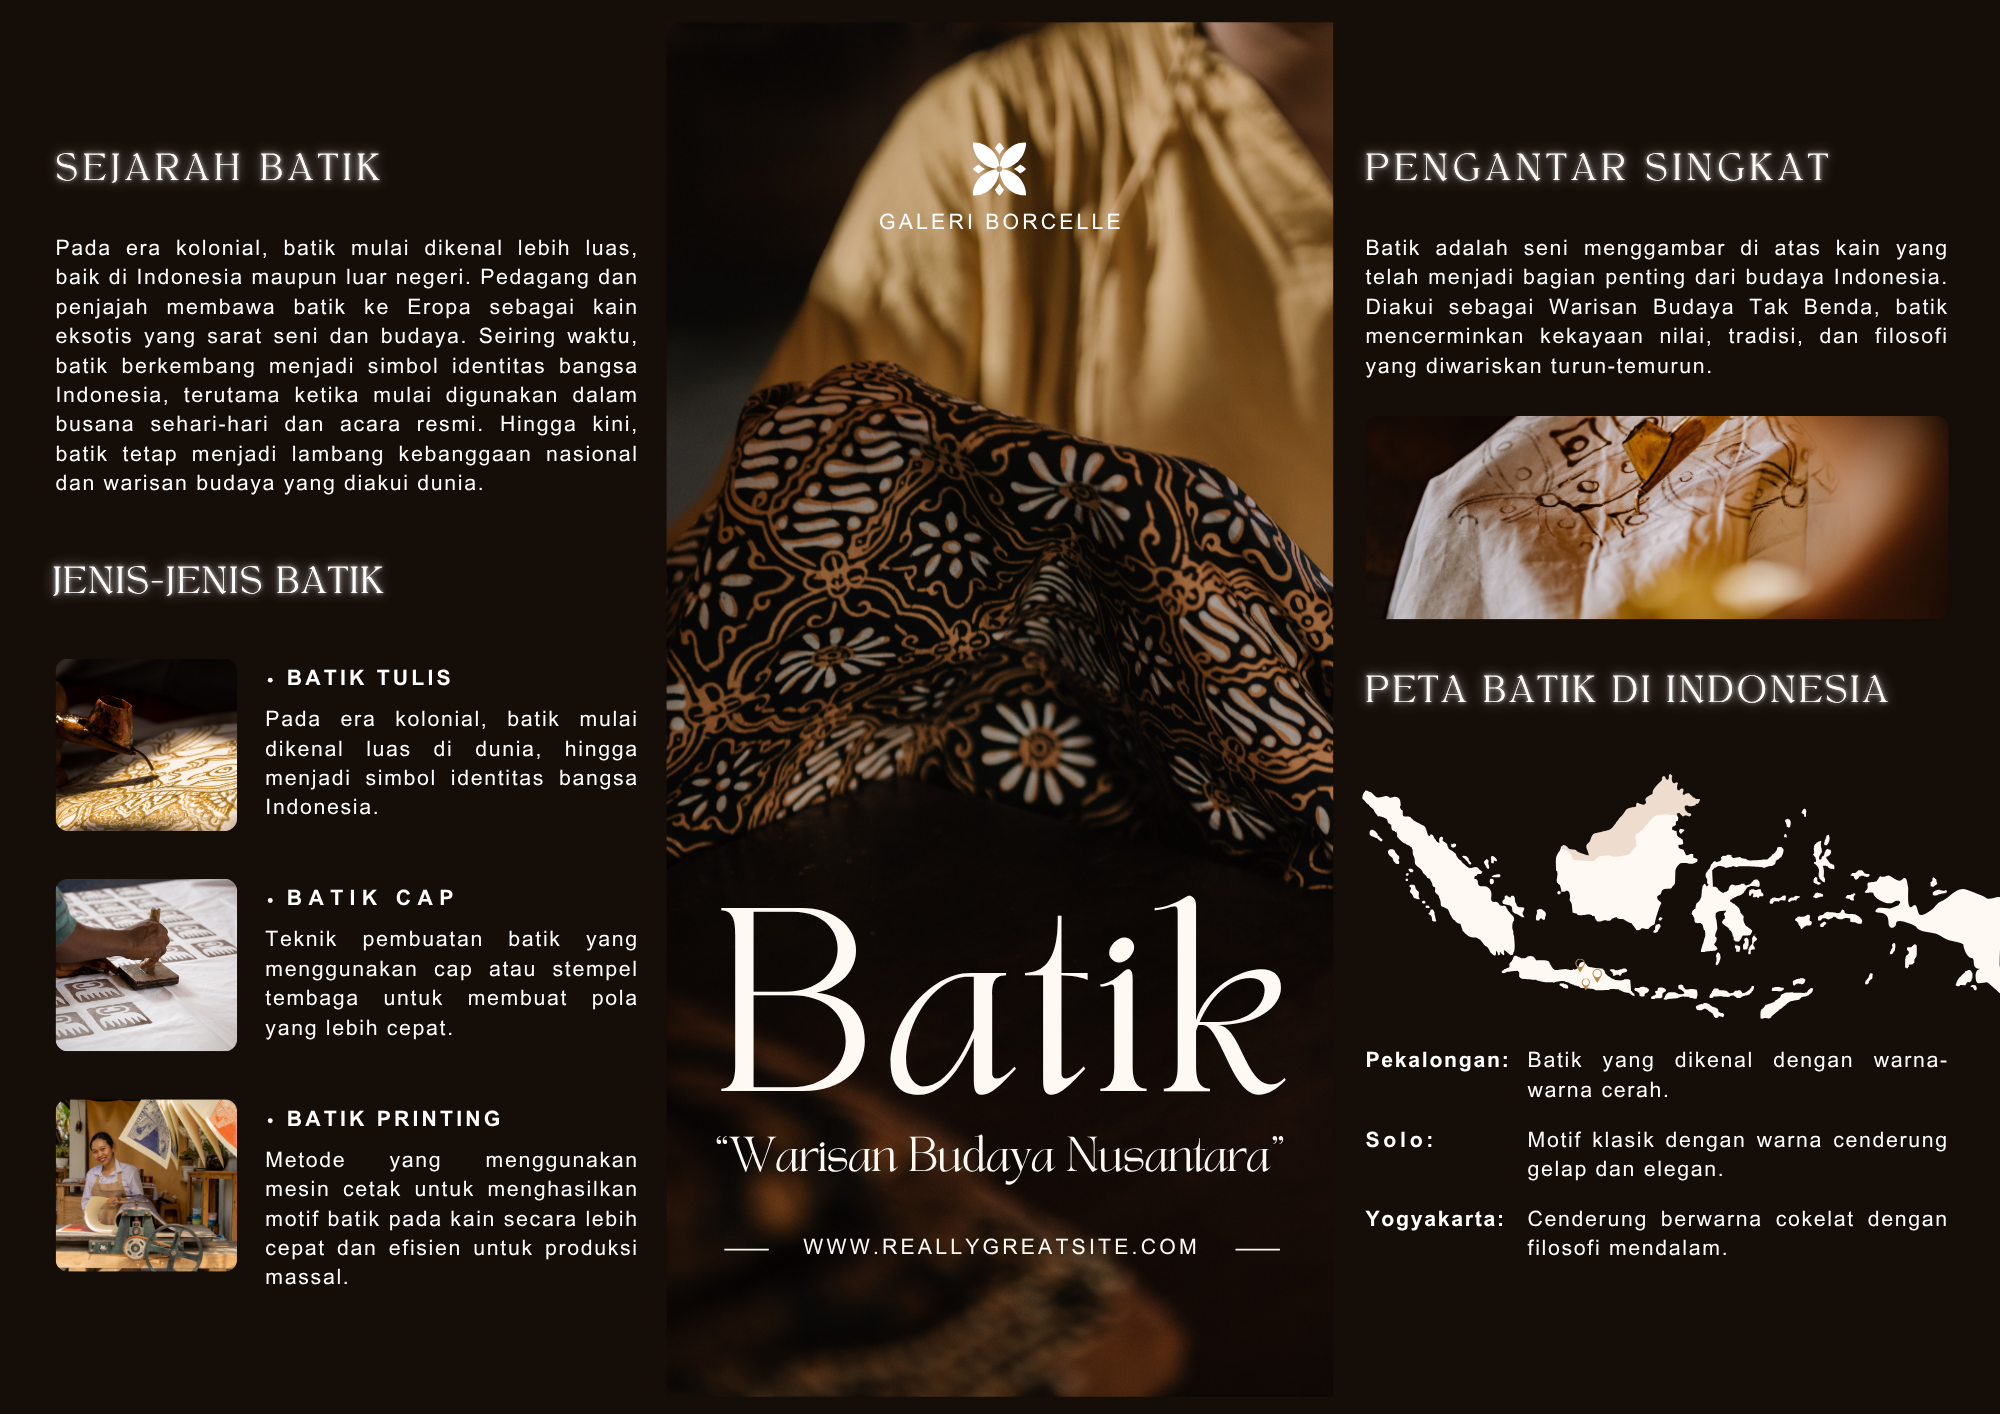 SEJARAH BATIK
Pada era kolonial, batik mulai dikenal lebih luas,
baik di Indonesia maupun luar negeri. Pedagang dan
penjajah membawa batik ke Eropa sebagai kain
eksotis yang sarat seni dan budaya. Seiring waktu,
batik berkembang menjadi simbol identitas bangsa
Indonesia, terutama ketika mulai digunakan dalam
busana sehari-hari dan acara resmi. Hingga kini,
batik tetap menjadi lambang kebanggaan nasional
dan warisan budaya yang diakui dunia.
JENIS-JENIS BATIK
• BATIK TULIS
Pada era kolonial, batik mulai
dikenal luas di dunia, hingga
menjadi simbol identitas bangsa
Indonesia.
• BATIK CAP
Teknik pembuatan batik yang
menggunakan cap atau stempel
tembaga untuk membuat pola
yang lebih cepat.
• BATIK PRINTING
Metode yang menggunakan
mesin cetak untuk menghasilkan
motif batik pada kain secara lebih
cepat dan efisien untuk produksi
massal.
GALERI BORCELLE
Batik
“Warisan Budaya Nusantara”
WWW.REALLYGREATSITE.COM
PENGANTAR SINGKAT
Batik adalah seni menggambar di atas kain yang
telah menjadi bagian penting dari budaya Indonesia.
Diakui sebagai Warisan Budaya Tak Benda, batik
mencerminkan kekayaan nilai, tradisi, dan filosofi
yang diwariskan turun-temurun.
PETA BATIK DI INDONESIA
Pekalongan: Batik yang dikenal dengan warna-
warna cerah.
Solo: Motif klasik dengan warna cenderung
gelap dan elegan.
Yogyakarta: Cenderung berwarna cokelat dengan
filosofi mendalam.